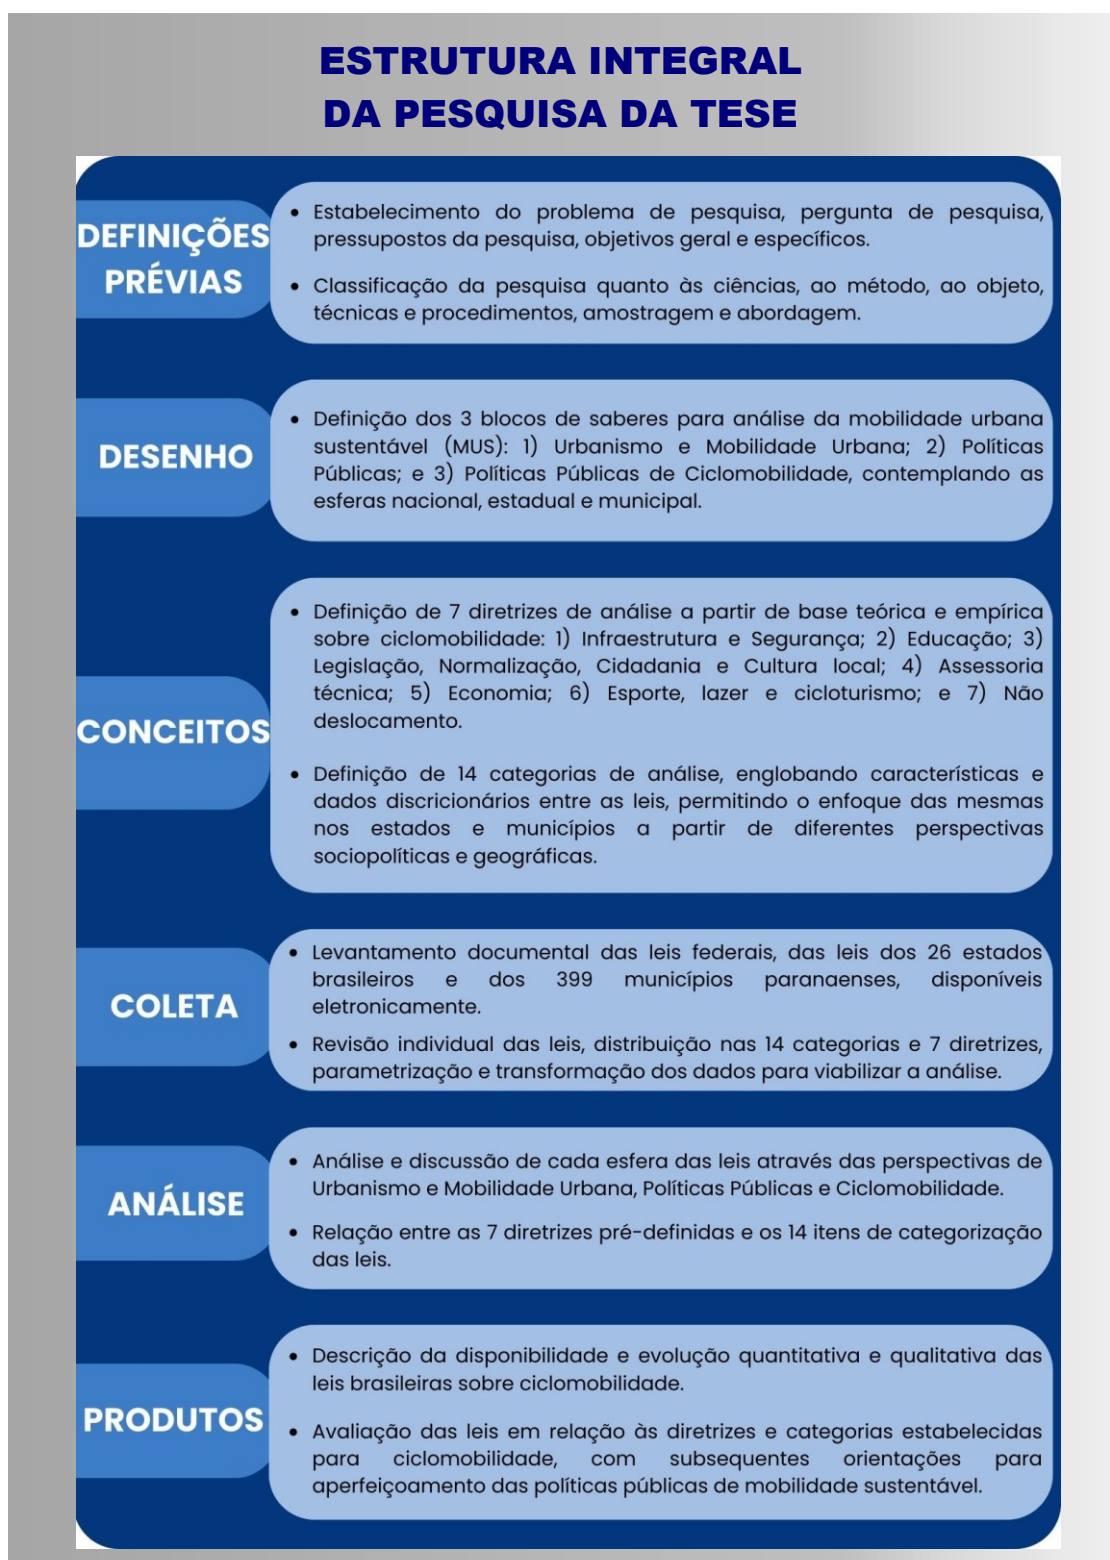 ESTRUTURA INTEGRAL
DA PESQUISA DA TESE
DEFINIÇÕES
PRÉVIAS
• Estabelecimento do problema de pesquisa, pergunta de pesquisa,
pressupostos da pesquisa, objetivos geral e específicos.
• Classificação da pesquisa quanto às ciências, ao método, ao objeto,
técnicas e procedimentos, amostragem e abordagem.
DESENHO
• Definição dos 3 blocos de saberes para análise da mobilidade urbana
sustentável (MUS): 1) Urbanismo e Mobilidade Urbana; 2) Políticas
Públicas; e 3) Políticas Públicas de Ciclomobilidade, contemplando as
esferas nacional, estadual e municipal.
CONCEITOS
• Definição de 7 diretrizes de análise a partir de base teórica e empírica
sobre ciclomobilidade: 1) Infraestrutura e Segurança; 2) Educação; 3)
Legislação, Normalização, Cidadania e Cultura local; 4) Assessoria
técnica; 5) Economia; 6) Esporte, lazer e cicloturismo; e 7) Não
deslocamento.
• Definição de 14 categorias de análise, englobando características e
dados discricionários entre as leis, permitindo o enfoque das mesmas
nos estados e municípios a partir de diferentes perspectivas
sociopolíticas e geográficas.
COLETA
• Levantamento documental das leis federais, das leis dos 26 estados
brasileiros e dos 399 municípios paranaenses, disponíveis
eletronicamente.
• Revisão individual das leis, distribuição nas 14 categorias e 7 diretrizes,
parametrização e transformação dos dados para viabilizar a análise.
ANÁLISE
• Análise e discussão de cada esfera das leis através das perspectivas de
Urbanismo e Mobilidade Urbana, Políticas Públicas e Ciclomobilidade.
• Relação entre as 7 diretrizes pré-definidas e os 14 itens de categorização
das leis.
PRODUTOS
• Descrição da disponibilidade e evolução quantitativa e qualitativa das
leis brasileiras sobre ciclomobilidade.
• Avaliação das leis em relação às diretrizes e categorias estabelecidas
para ciclomobilidade, com subsequentes orientações para
aperfeiçoamento das políticas públicas de mobilidade sustentável.